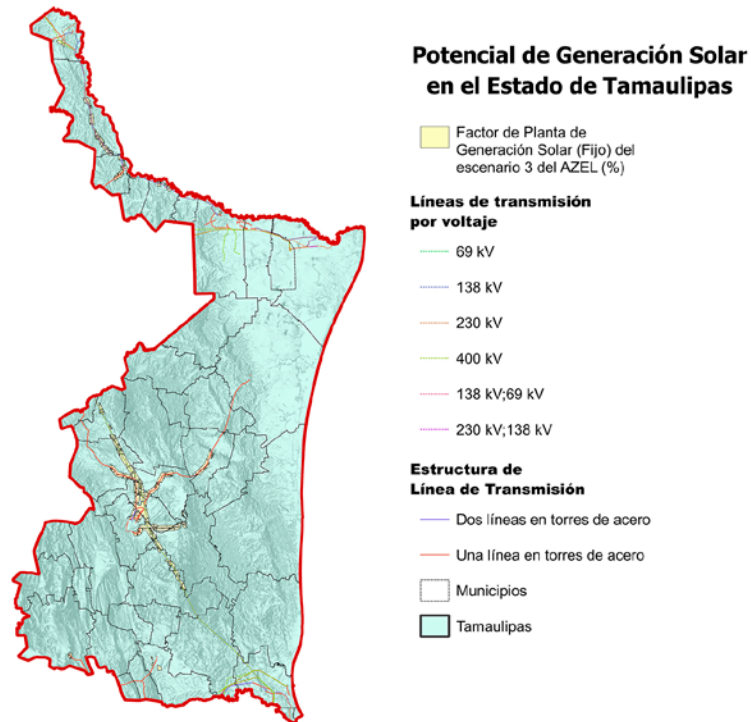 Potencial de Generación Solar
en el Estado de Tamaulipas
Factor de Planta de
Generación Solar (Fijo) del
escenario 3 del AZEL (%)
Líneas de transmisión
por voltaje
69 kV
138 kV
230 kV
400 kV
138 kV;69 kV
230 kV;138 kV
Estructura de
Línea de Transmisión
Dos líneas en torres de acero
Una línea en torres de acero
Municipios
Tamaulipas